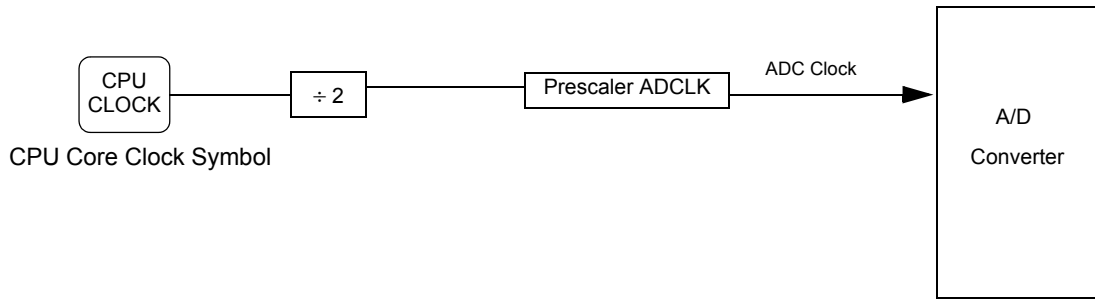 CPU
CLOCK
÷ 2
Prescaler ADCLK
ADC Clock
A/D
Converter
CPU Core Clock Symbol